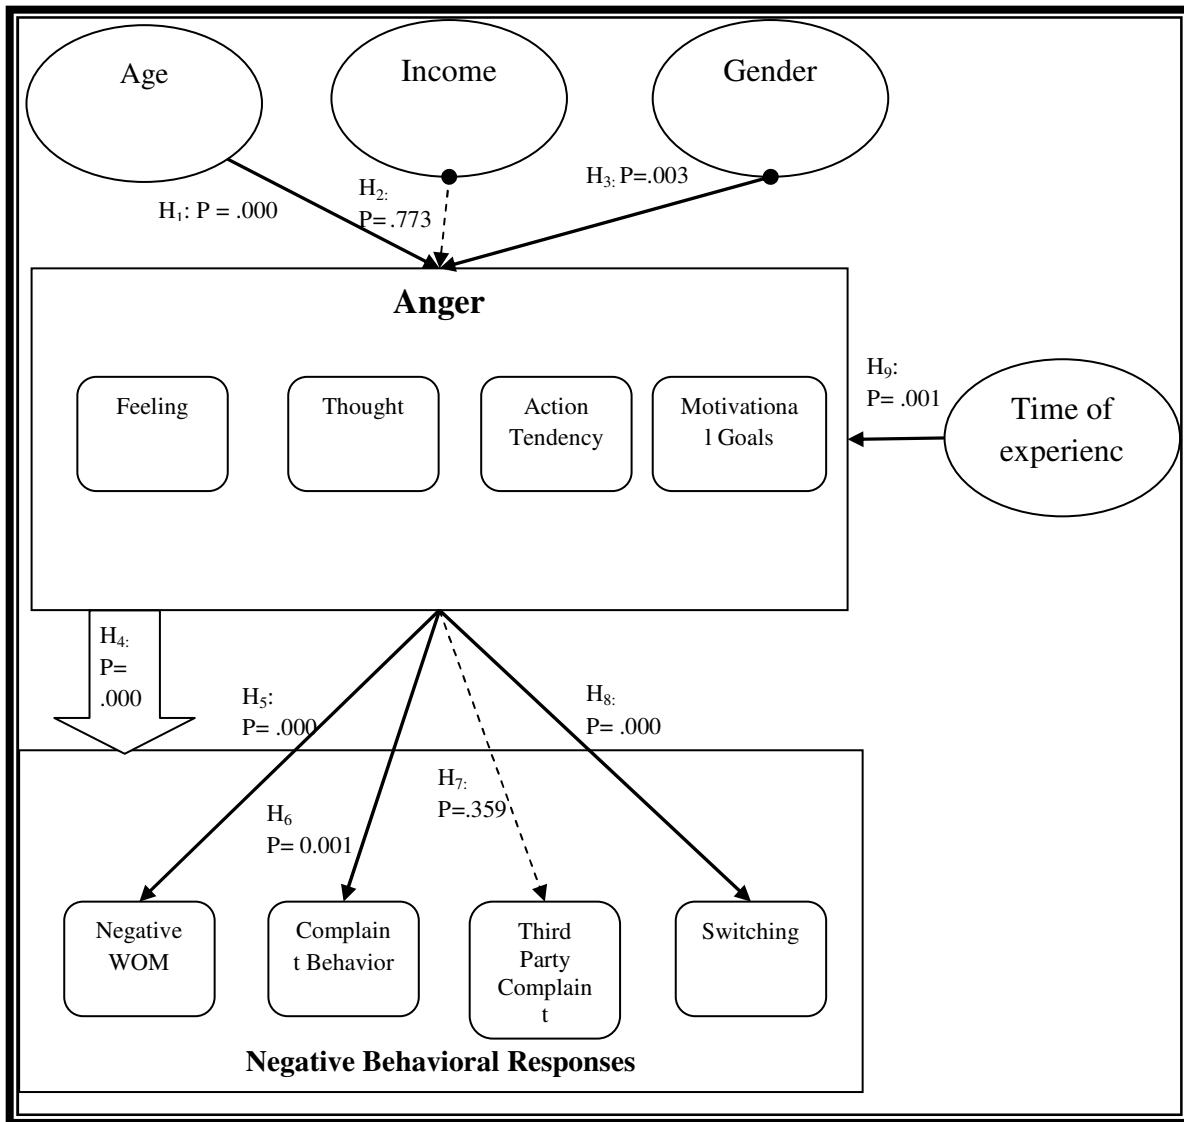 Age
Income
Gender
H1: P = .000
H2:
P= .773
H3: P=.003
Anger
Feeling
Thought
Action
Tendency
Motivationa
l Goals
H9:
P= .001
Time of
experienc
H4:
P=
.000
H5:
P= .000
H8:
P= .000
H7:
P=.359
H6
P= 0.001
Negative
WOM
Complain
t Behavior
Third
Party
Complain
t
Switching
Negative Behavioral Responses